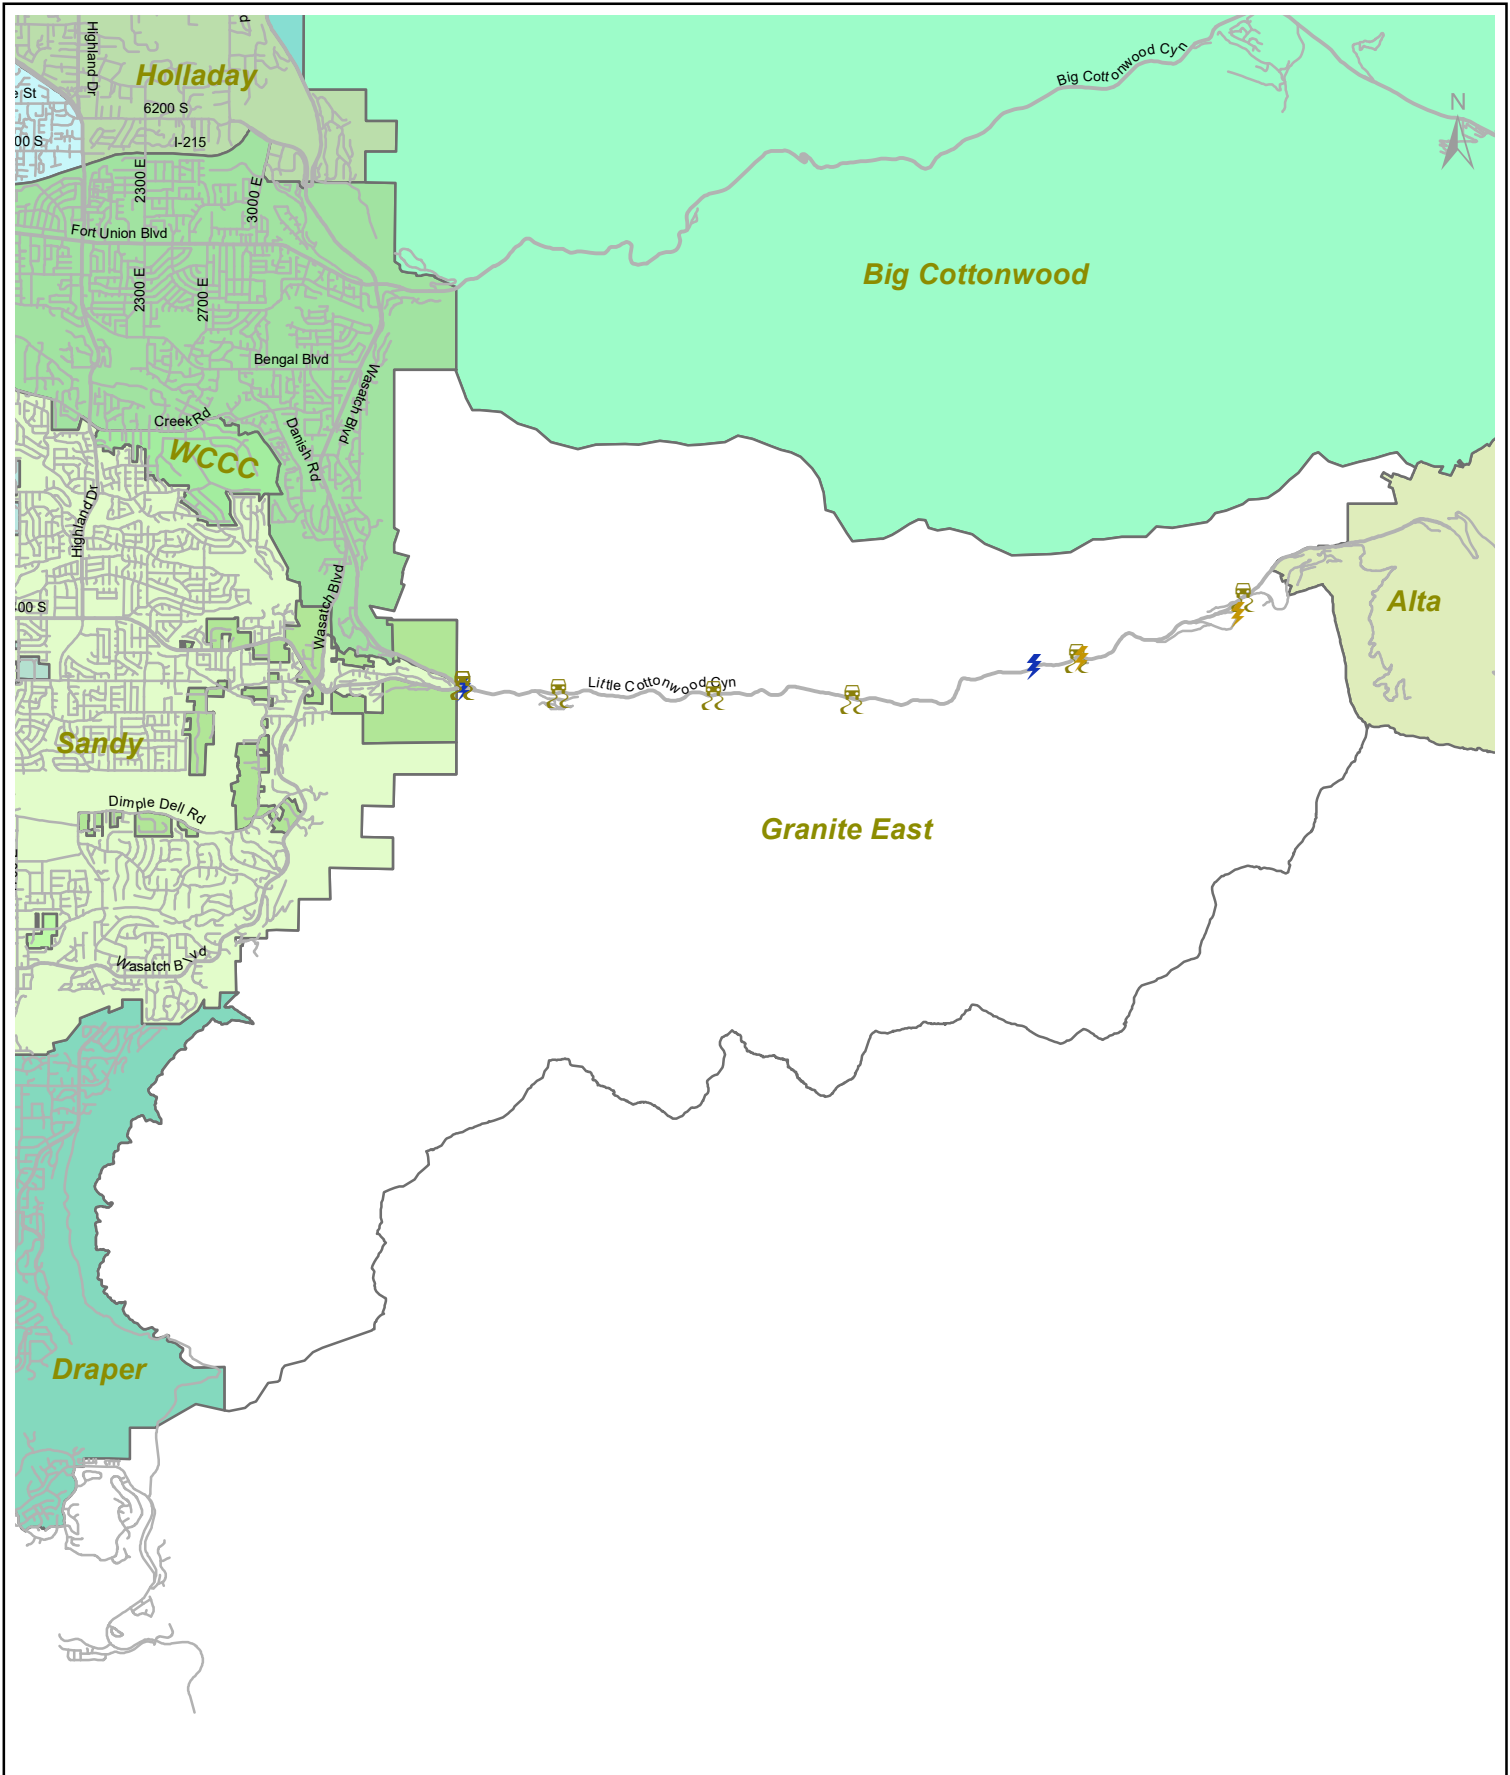 Highland Dr
Holladay
Big Cottonwood Cyn
6200 S
I-215
00 S
N
2300 E
3000 E
Fort Union Blvd
2300 E
2700 E
Big Cottonwood
Bengal Blvd
Wasatch Blvd
Creek Rd
Danish Rd
WCCC
Highland Dr
Wasatch Blvd
00 S
Alta
Little Cottonwood Cyn
Sandy
Dimple Dell Rd
Granite East
Wasatch Blvd
Draper